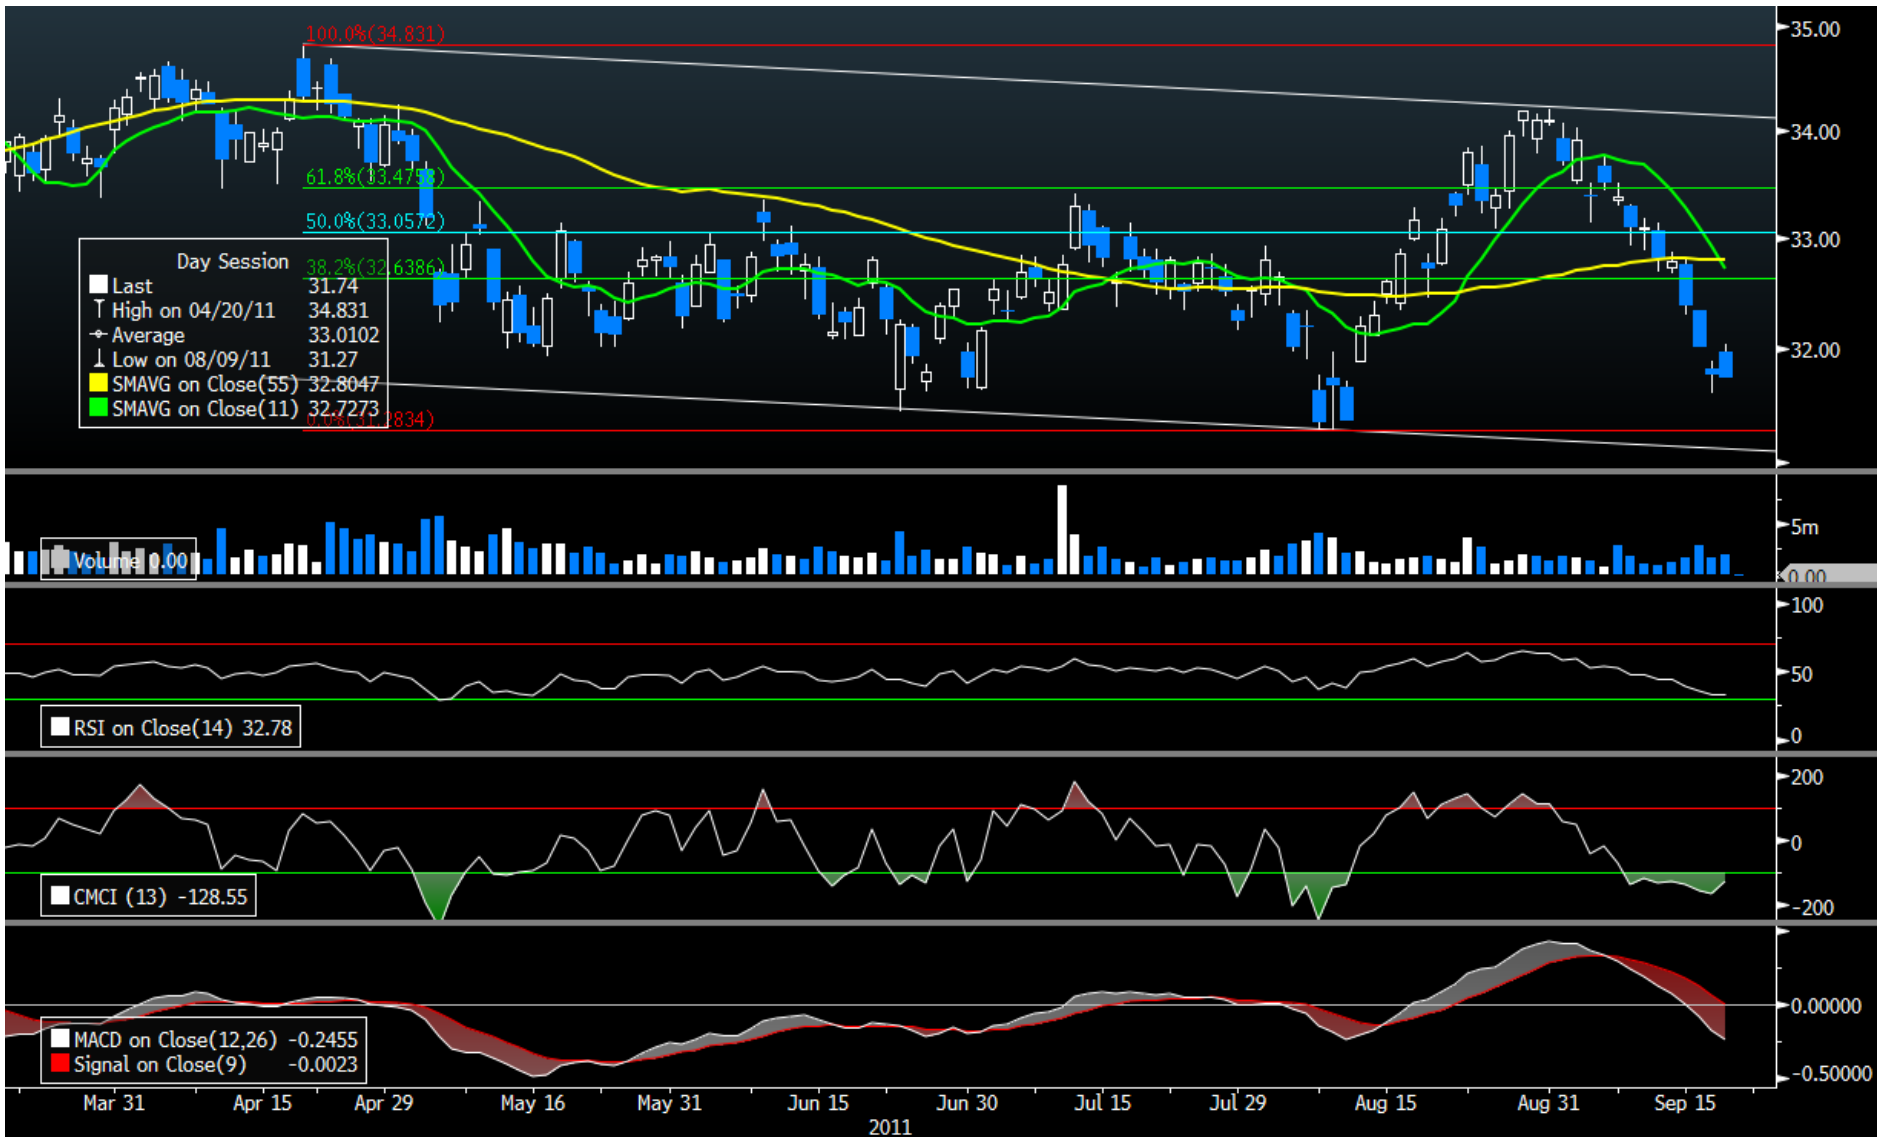 100.0%(34.831)
35.00
34.00
61.8%(33.4758)
50.0%(33.0572)
33.00
38.2%(32.6386)
Day Session
Last 31.74
High on 04/20/11 34.831
Average 33.0102
Low on 08/09/11 31.27
SMAVG on Close(55) 32.8047
SMAVG on Close(11) 32.7273
0.0%(31.2834)
32.00
5m
Volume 0.00
0.00
100
50
RSI on Close(14) 32.78
0
200
0
CMCI (13) -128.55
-200
0.00000
MACD on Close(12,26) -0.2455
Signal on Close(9) -0.0023
-0.50000
Mar 31 Apr 15 Apr 29 May 16 May 31 Jun 15 Jun 30 Jul 15 Jul 29 Aug 15 Aug 31 Sep 15
2011